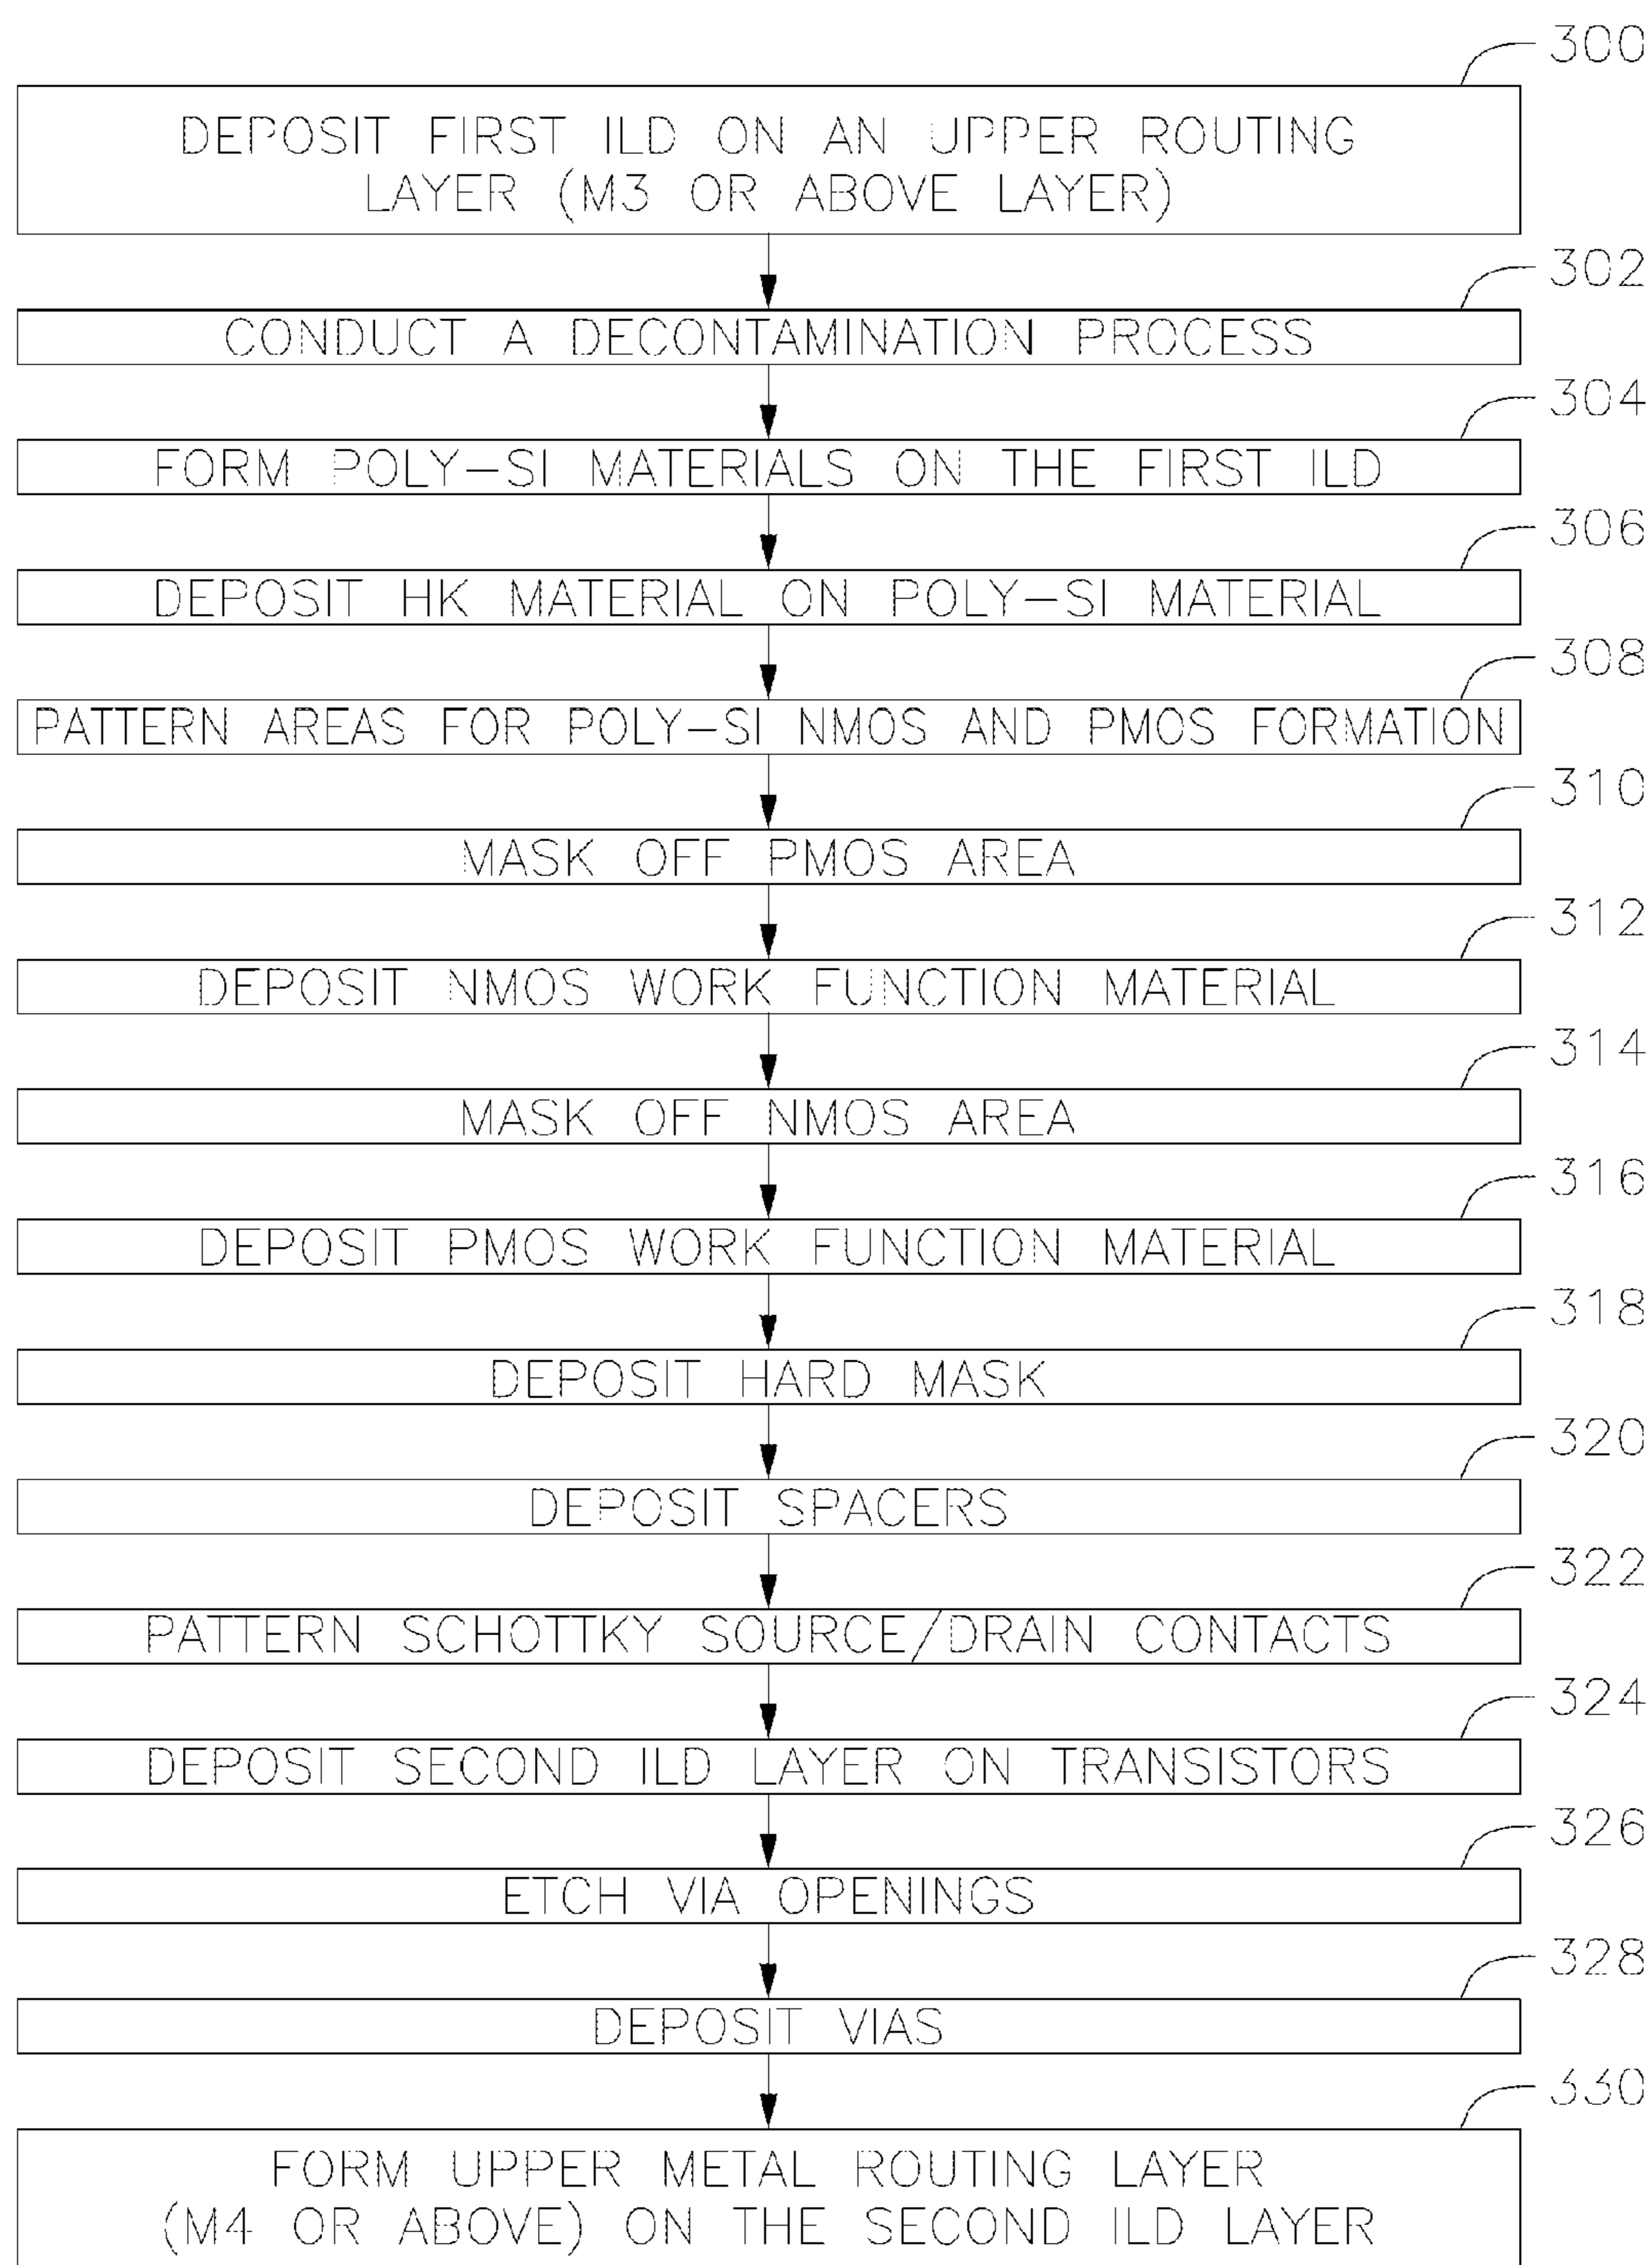 300
DEPOSIT FIRST ILD ON AN UPPER ROUTING
LAYER (M3 OR ABOVE LAYER)
302
CONDUCT A DECONTAMINATION PROCESS
304
FORM POLY-SI MATERIALS ON THE FIRST ILD
306
DEPOSIT HK MATERIAL ON POLY-SI MATERIAL
308
PATTERN AREAS FOR POLY-SI NMOS AND PMOS FORMATION
310
MASK OFF PMOS AREA
312
DEPOSIT NMOS WORK FUNCTION MATERIAL
314
MASK OFF NMOS AREA
316
DEPOSIT PMOS WORK FUNCTION MATERIAL
318
DEPOSIT HARD MASK
320
DEPOSIT SPACERS
322
PATTERN SCHOTTKY SOURCE/DRAIN CONTACTS
324
DEPOSIT SECOND ILD LAYER ON TRANSISTORS
326
ETCH VIA OPENINGS
328
DEPOSIT VIAS
330
FORM UPPER METAL ROUTING LAYER
(M4 OR ABOVE) ON THE SECOND ILD LAYER